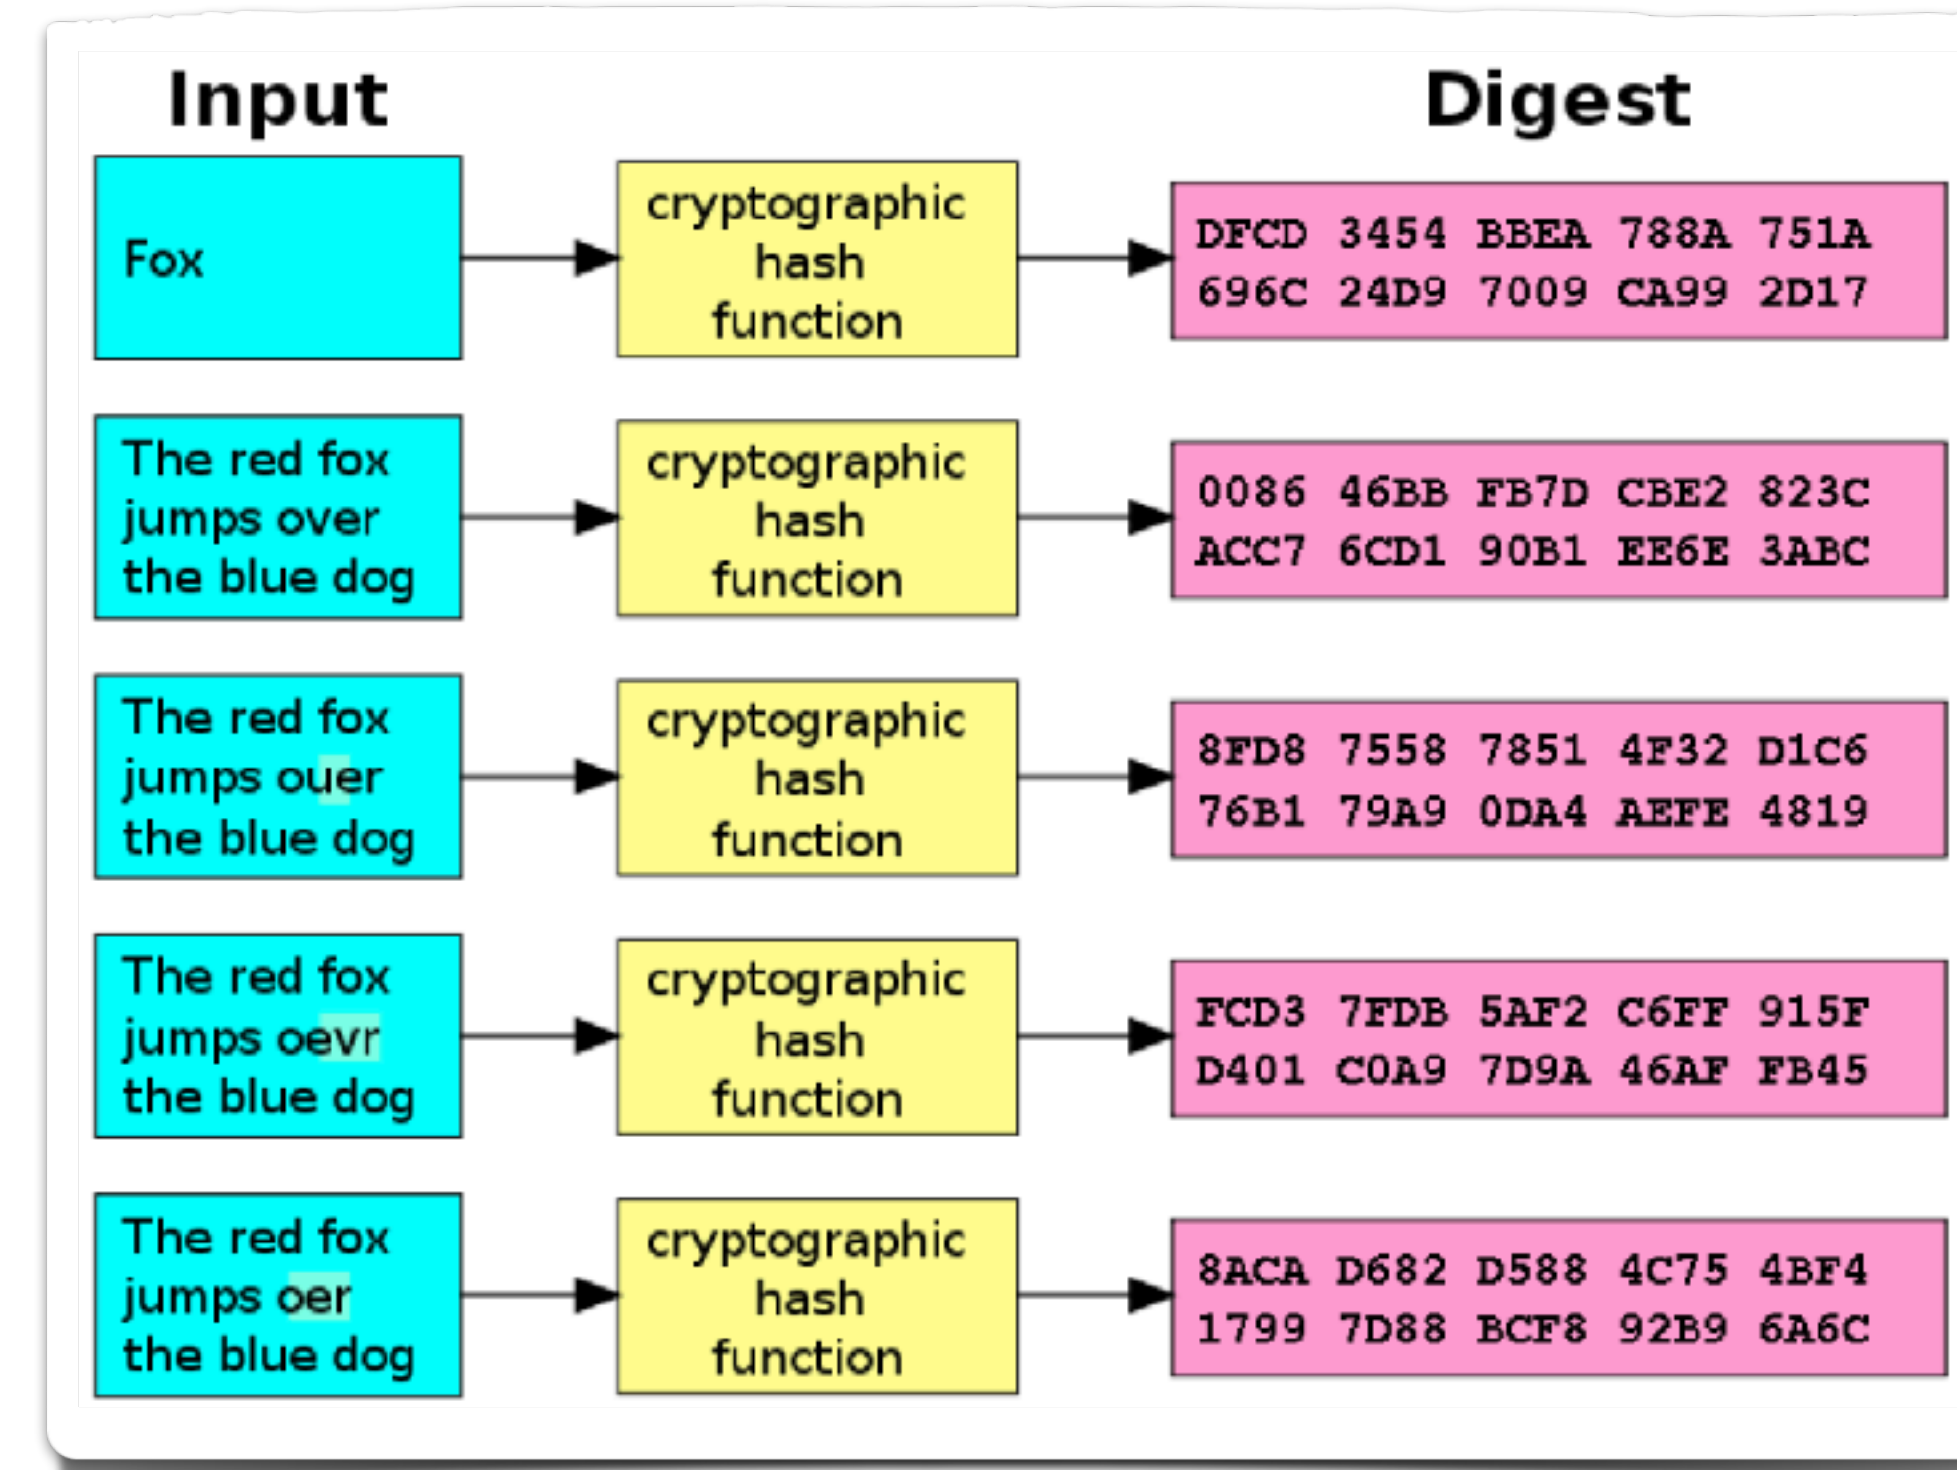 Input
Digest
Fox
cryptographic
hash
function
DFCD 3454 BBEA 788A 751A
696C 24D9 7009 CA99 2D17
The red fox
jumps over
the blue dog
cryptographic
hash
function
0086 46BB FB7D CBE2 823C
ACC7 6CD1 90B1 EE6E 3ABC
The red fox
jumps ouer
the blue dog
cryptographic
hash
function
8FD8 7558 7851 4F32 D1C6
76B1 79A9 0DA4 AEFE 4819
The red fox
jumps oevr
the blue dog
cryptographic
hash
function
FCD3 7FDB 5AF2 C6FF 915F
D401 C0A9 7D9A 46AF FB45
The red fox
jumps oer
the blue dog
cryptographic
hash
function
8ACA D682 D588 4C75 4BF4
1799 7D88 BCF8 92B9 6A6C